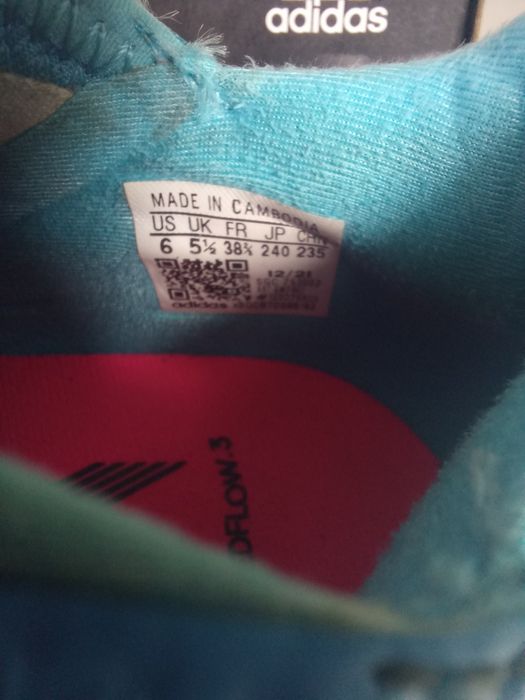 adidas
MADE IN CAMBODIA
US UK FR JP CHN
6 5½ 38⅔ 240 235
12/21
adidas
DFLOW.3